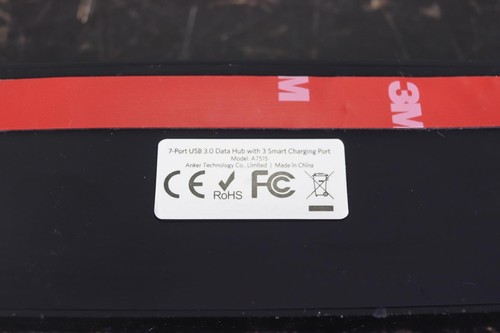 3M
3M
7-Port USB 3.0 Data Hub with 3 Smart Charging Port
Model: A7515
Anker Technology Co., Limited | Made in China
CE RoHS FC